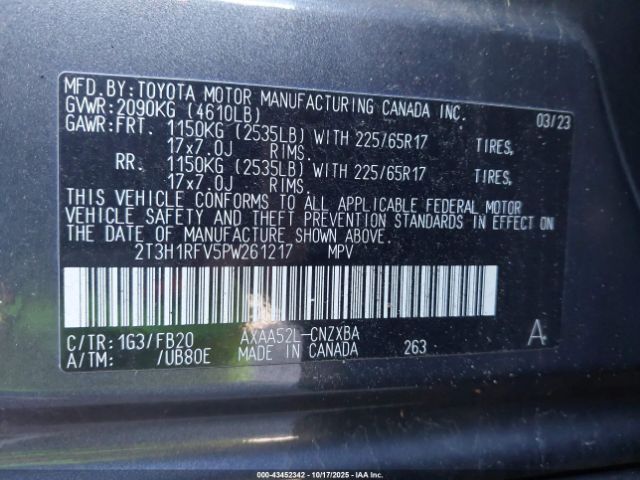 MFD.BY:TOYOTA MOTOR MANUFACTURING CANADA INC.
GVWR:2090KG (4610LB) 03/23
GAWR:FRT. 1150KG (2535LB) WITH 225/65R17 TIRES,
17x7.0J RIMS.
RR. 1150KG (2535LB) WITH 225/65R17 TIRES,
17x7.0J RIMS.
THIS VEHICLE CONFORMS TO ALL APPLICABLE FEDERAL MOTOR
VEHICLE SAFETY AND THEFT PREVENTION STANDARDS IN EFFECT ON
THE DATE OF MANUFACTURE SHOWN ABOVE.
2T3H1RFV5PW261217 MPV
C/TR:1G3/FB20 AXAA52L-CNZXBA A
A/TM: /UB80E MADE IN CANADA 263
000-43452342 - 10/17/2025 - IAA Inc.